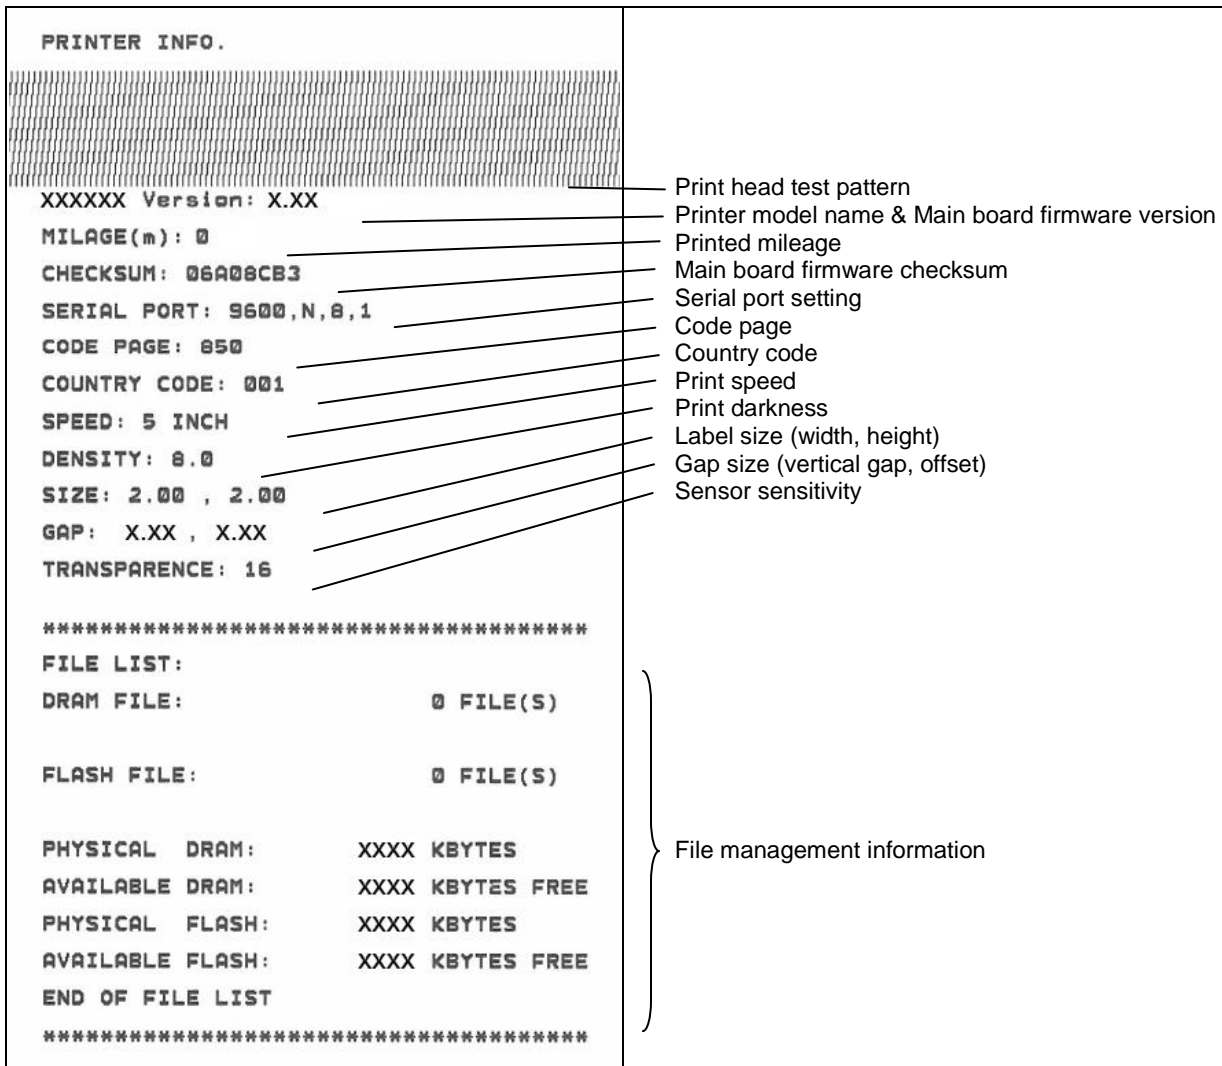 PRINTER INFO.
XXXXXX Version: X.XX
MILAGE(m): 0
CHECKSUM: 06A08CB3
SERIAL PORT: 9600,N,8,1
CODE PAGE: 850
COUNTRY CODE: 001
SPEED: 5 INCH
DENSITY: 8.0
SIZE: 2.00 , 2.00
GAP: X.XX , X.XX
TRANSPARENCE: 16
**************************************
FILE LIST:
DRAM FILE: 0 FILE(S)
FLASH FILE: 0 FILE(S)
PHYSICAL DRAM: XXXX KBYTES
AVAILABLE DRAM: XXXX KBYTES FREE
PHYSICAL FLASH: XXXX KBYTES
AVAILABLE FLASH: XXXX KBYTES FREE
END OF FILE LIST
**************************************
Print head test pattern
Printer model name & Main board firmware version
Printed mileage
Main board firmware checksum
Serial port setting
Code page
Country code
Print speed
Print darkness
Label size (width, height)
Gap size (vertical gap, offset)
Sensor sensitivity
File management information